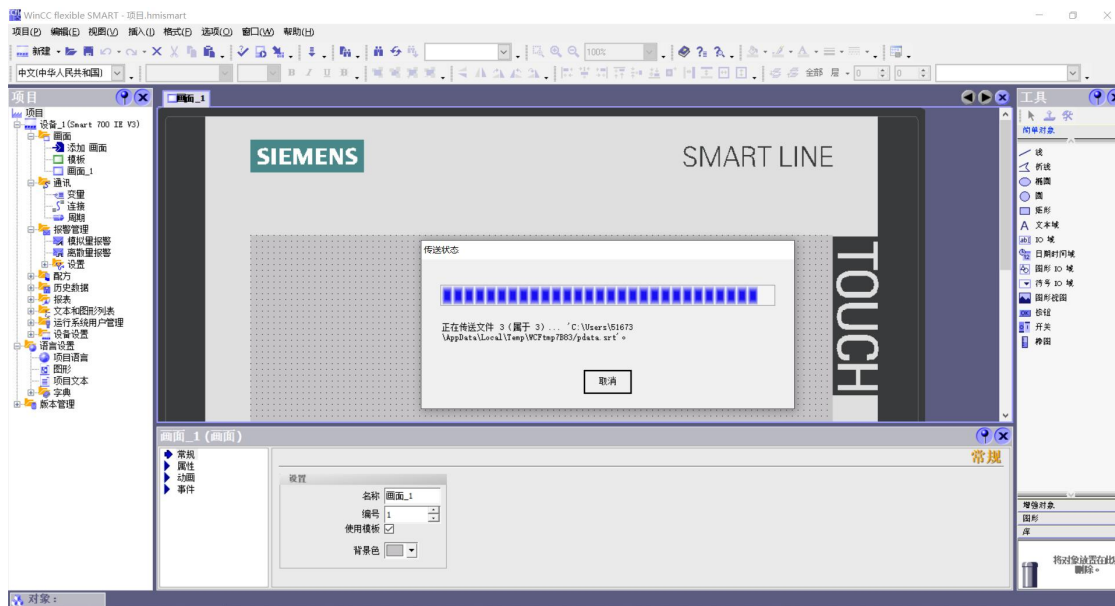 WinCC flexible SMART - 项目.hmismart
项目(P) 编辑(E) 视图(V) 插入(I) 格式(F) 选项(O) 窗口(W) 帮助(H)
新建
100%
中文(中华人民共和国)
B I U B
全部 层 0 0
项目
项目
设备_1(Smart 700 IE V3)
画面
添加 画面
模板
画面_1
通讯
变量
连接
周期
报警管理
模拟量报警
离散量报警
设置
配方
历史数据
报表
文本和图形列表
运行系统用户管理
设备设置
语言设置
项目语言
图形
项目文本
字典
版本管理
画面_1
SIEMENS
SMART LINE
TOUCH
传送状态
正在传送文件 3 (属于 3)... 'C:\Users\51673
\AppData\Local\Temp\WCFtmp7B83/pdata.srt'。
取消
画面_1 (画面)
常规
属性
动画
事件
常规
设置
名称 画面_1
编号 1
使用模板
背景色
工具
简单对象
线
折线
椭圆
圆
矩形
A 文本域
IO 域
日期时间域
图形 IO 域
符号 IO 域
图形视图
按钮
开关
棒图
增强对象
图形
库
将对象放置在此
删除。
对象: